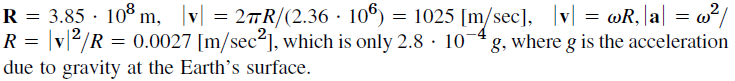 R = 3.85 · 10⁸ m, |v| = 2πR/(2.36 · 10⁶) = 1025 [m/sec], |v| = ωR, |a| = ω²/
R = |v|²/R = 0.0027 [m/sec²], which is only 2.8 · 10⁻⁴ g, where g is the acceleration
due to gravity at the Earth's surface.